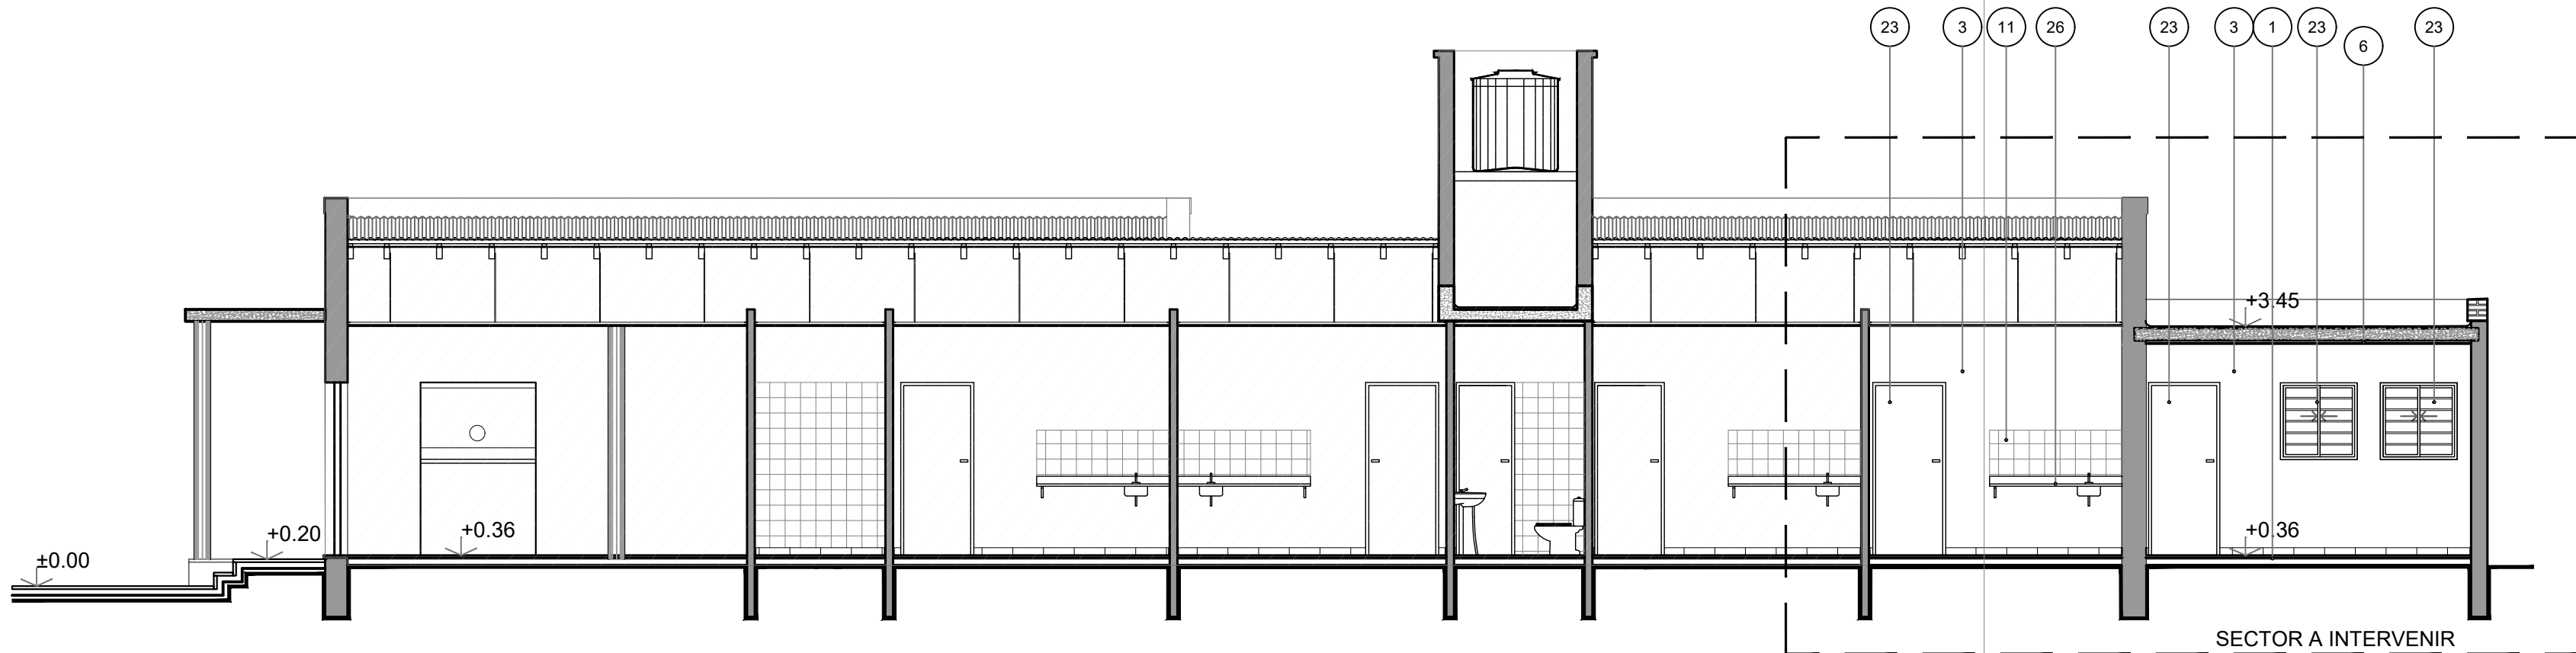 23 3 11 26 23 3 1 23 6 23
+3.45
+0.20 +0.36 +0.36
±0.00
SECTOR A INTERVENIR